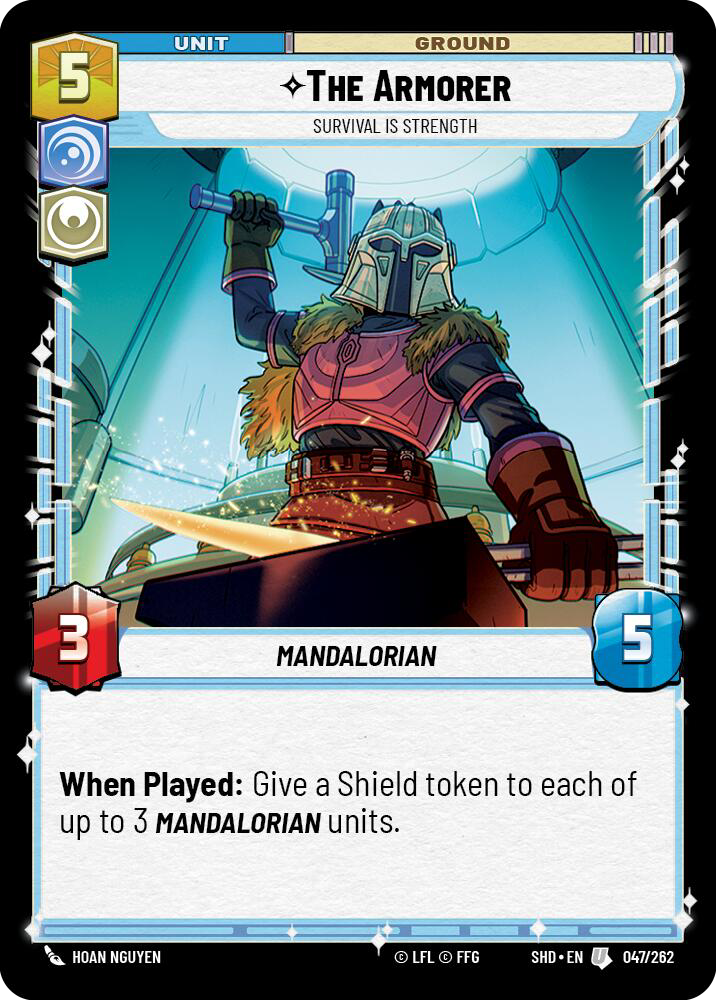 UNIT
GROUND
5
THE ARMORER
SURVIVAL IS STRENGTH
3
MANDALORIAN
5
When Played: Give a Shield token to each of
up to 3 MANDALORIAN units.
HOAN NGUYEN
© LFL © FFG
SHD • EN U 047/262